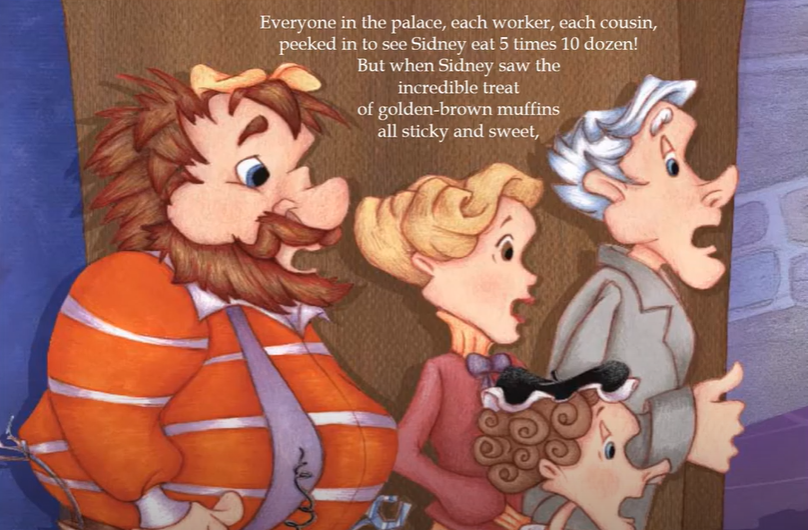 Everyone in the palace, each worker, each cousin,
peeked in to see Sidney eat 5 times 10 dozen!
But when Sidney saw the
incredible treat
of golden-brown muffins
all sticky and sweet,